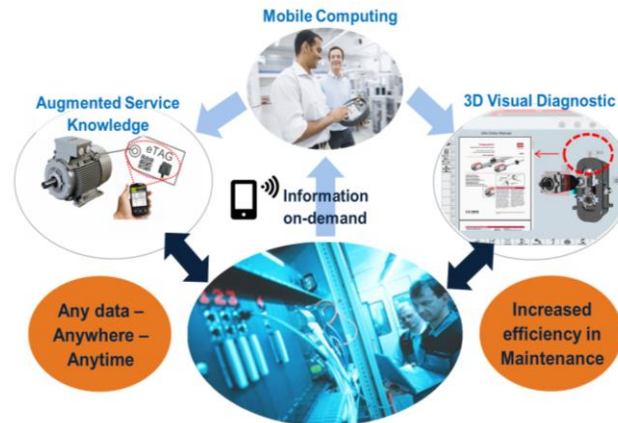 Mobile Computing
Augmented Service
Knowledge
3D Visual Diagnostic
eTAG
Information
on-demand
Any data –
Anywhere –
Anytime
Increased
efficiency in
Maintenance